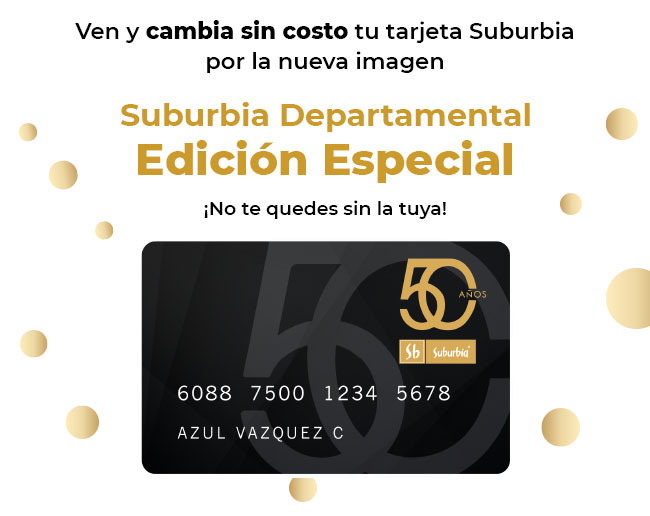 Ven y cambia sin costo tu tarjeta Suburbia
por la nueva imagen
Suburbia Departamental
Edición Especial
¡No te quedes sin la tuya!
50
AÑOS
Sb Suburbia
6088 7500 1234 5678
AZUL VAZQUEZ C